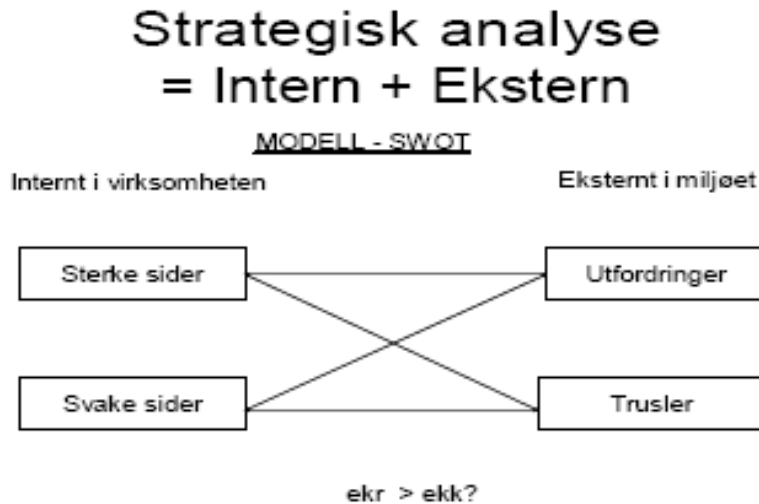 Strategisk analyse
= Intern + Ekstern
MODELL - SWOT
Internt i virksomheten
Eksternt i miljøet
Sterke sider
Utfordringer
Svake sider
Trusler
ekr > ekk?